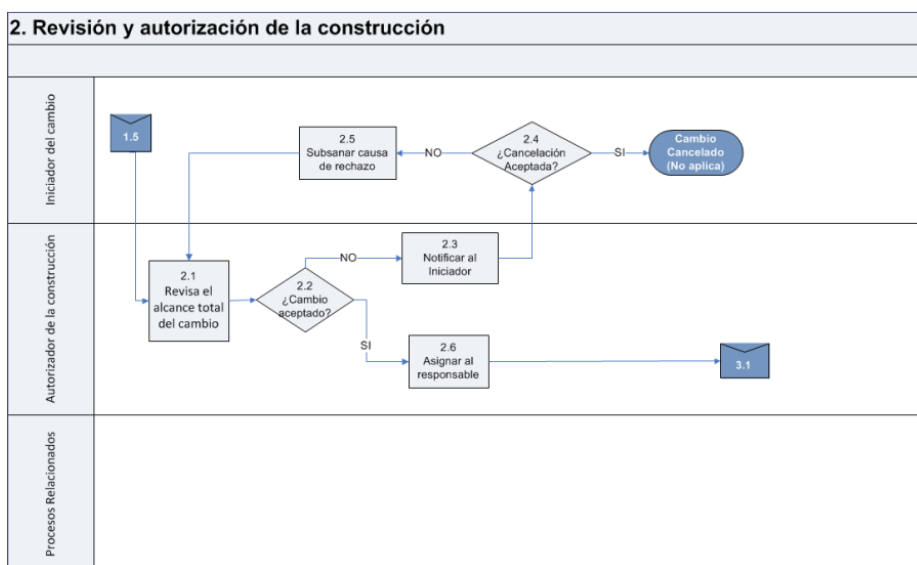 2. Revisión y autorización de la construcción
Iniciador del cambio
1.5
2.5
Subsanar causa
de rechazo
NO
2.4
¿Cancelación
Aceptada?
SI
Cambio
Cancelado
(No aplica)
Autorizador de la construcción
2.1
Revisa el
alcance total
del cambio
2.2
¿Cambio
aceptado?
NO
2.3
Notificar al
Iniciador
SI
2.6
Asignar al
responsable
3.1
Procesos Relacionados